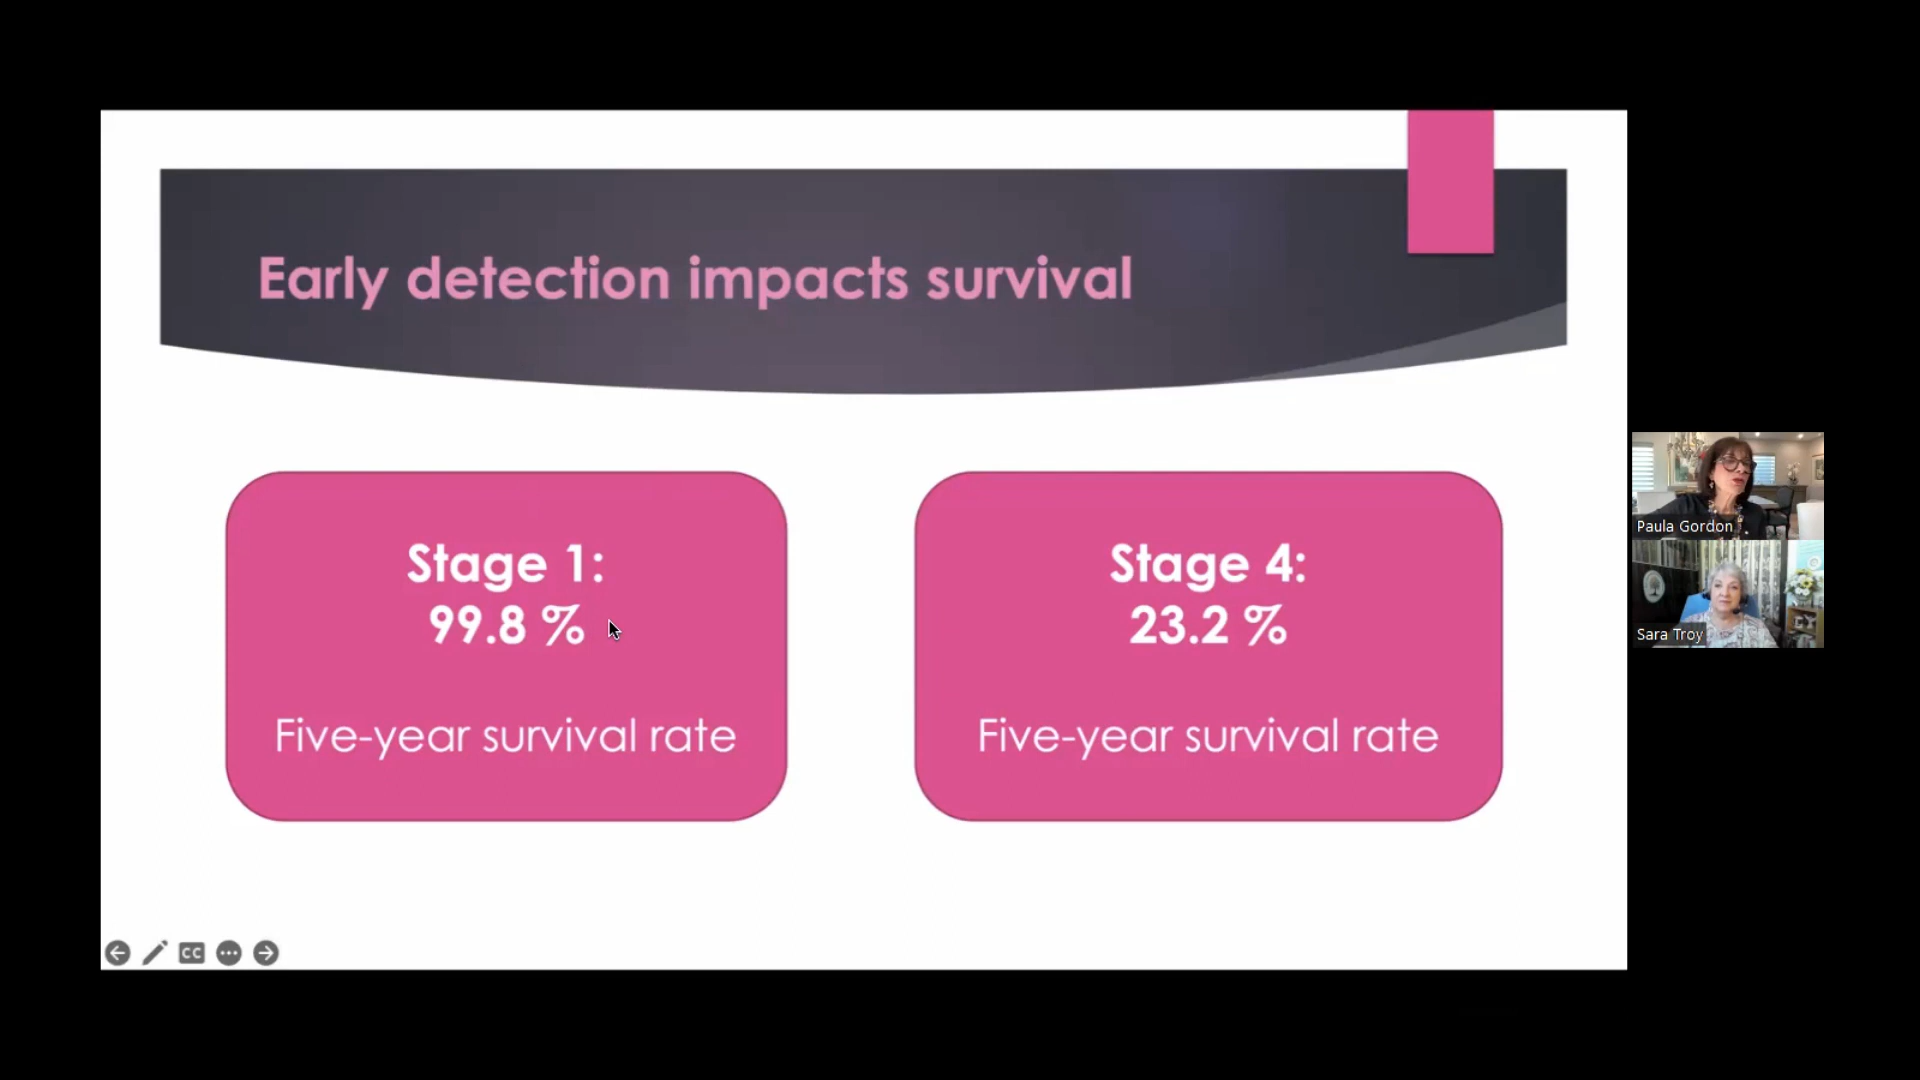 Early detection impacts survival
Stage 1:
99.8 %
Five-year survival rate
Stage 4:
23.2 %
Five-year survival rate
Paula Gordon
Sara Troy
CC